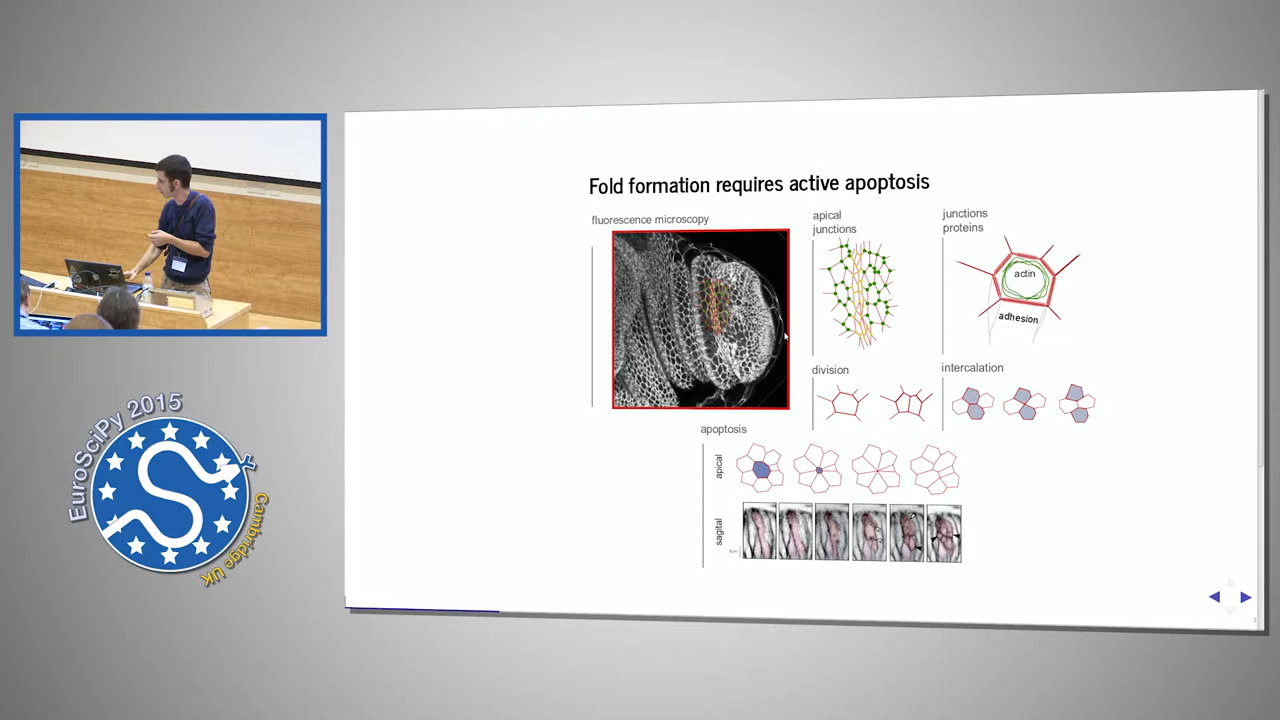 Fold formation requires active apoptosis
fluorescence microscopy
apical
junctions
junctions
proteins
actin
adhesion
division
intercalation
apoptosis
apical
sagital
EuroSciPy 2015
Cambridge UK
2